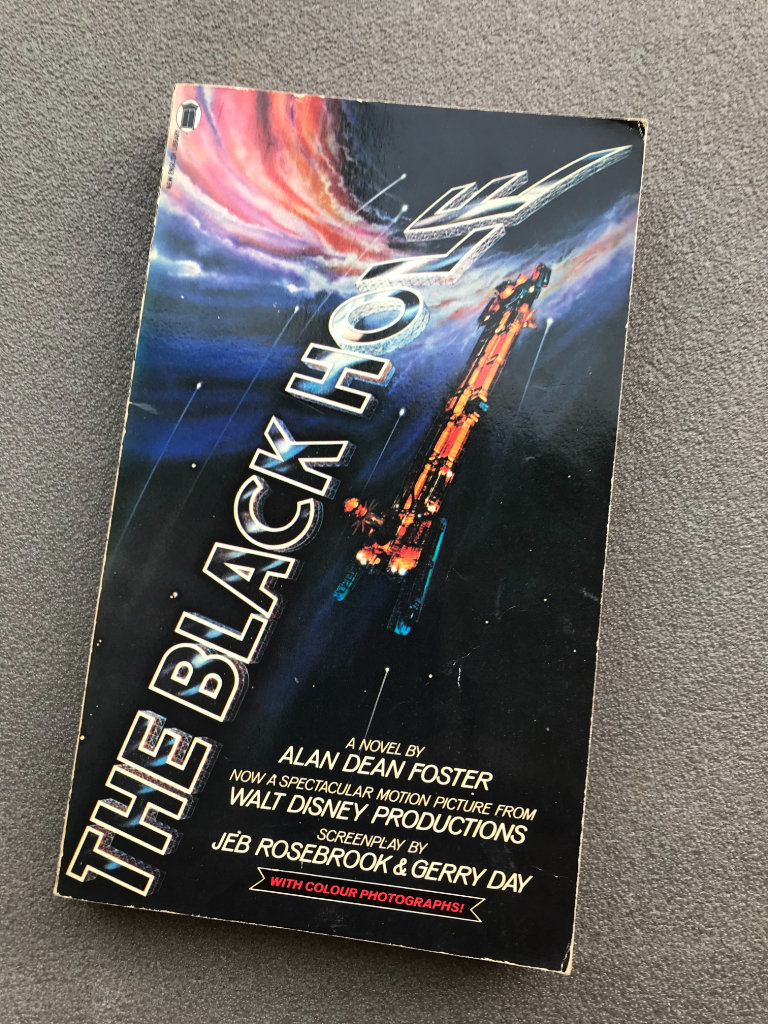 THE BLACK HOLE
A NOVEL BY
ALAN DEAN FOSTER
NOW A SPECTACULAR MOTION PICTURE FROM
WALT DISNEY PRODUCTIONS
SCREENPLAY BY
JEB ROSEBROOK & GERRY DAY
WITH COLOUR PHOTOGRAPHS!